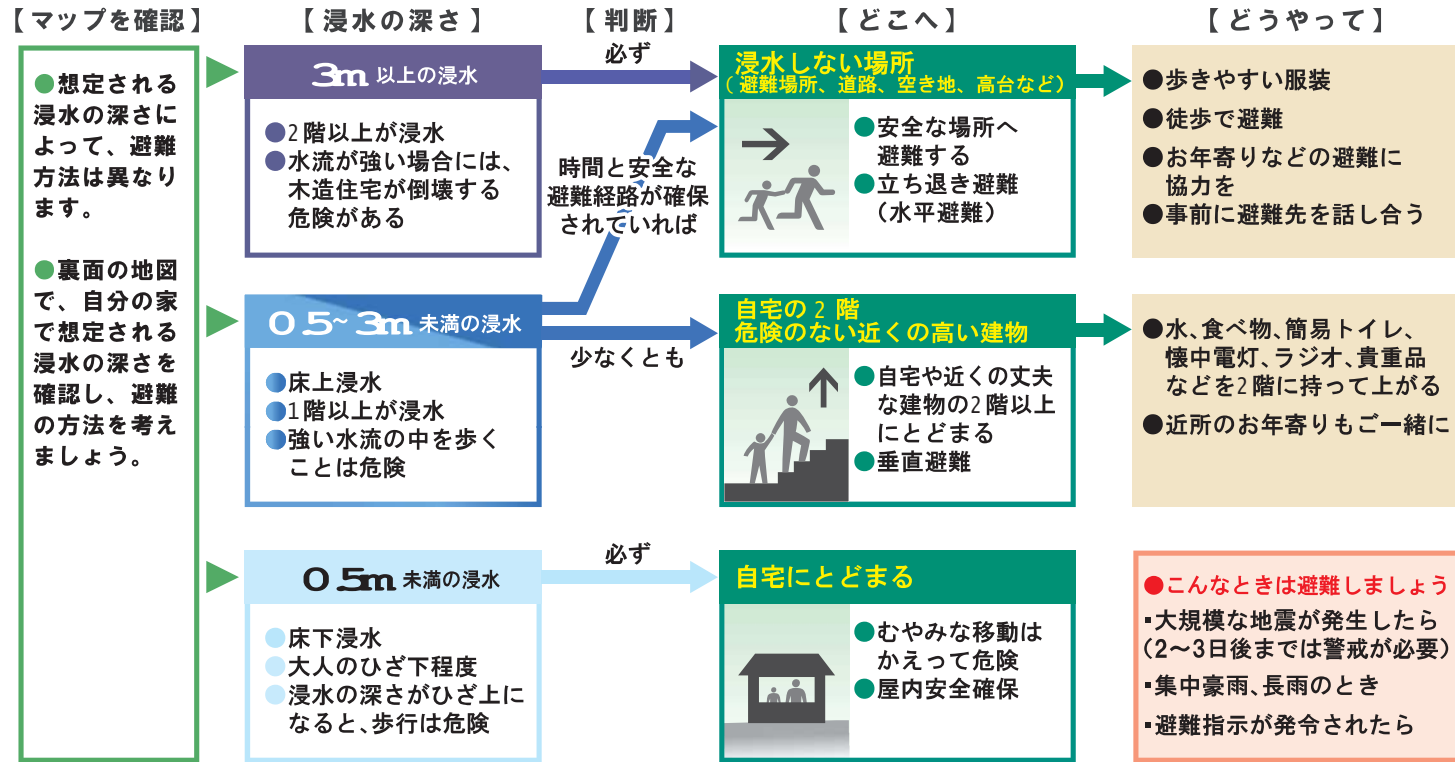 【マップを確認】
【浸水の深さ】
【判断】
【どこへ】
【どうやって】
●想定される
浸水の深さに
よって、避難
方法は異なり
ます。
●裏面の地図
で、自分の家
で想定される
浸水の深さを
確認し、避難
の方法を考え
ましょう。
3m 以上の浸水
●2階以上が浸水
●水流が強い場合には、
木造住宅が倒壊する
危険がある
必ず
浸水しない場所
(避難場所、道路、空き地、高台など)
●安全な場所へ
避難する
●立ち退き避難
(水平避難)
●歩きやすい服装
●徒歩で避難
●お年寄りなどの避難に
協力を
●事前に避難先を話し合う
時間と安全な
避難経路が確保
されていれば
0.5~3m 未満の浸水
●床上浸水
●1階以上が浸水
●強い水流の中を歩く
ことは危険
少なくとも
自宅の2階
危険のない近くの高い建物
●自宅や近くの丈夫
な建物の2階以上
にとどまる
●垂直避難
●水、食べ物、簡易トイレ、
懐中電灯、ラジオ、貴重品
などを2階に持って上がる
●近所のお年寄りもご一緒に
0.5m 未満の浸水
●床下浸水
●大人のひざ下程度
●浸水の深さがひざ上に
なると、歩行は危険
必ず
自宅にとどまる
●むやみな移動は
かえって危険
●屋内安全確保
●こんなときは避難しましょう
▪大規模な地震が発生したら
(2〜3日後までは警戒が必要)
▪集中豪雨、長雨のとき
▪避難指示が発令されたら